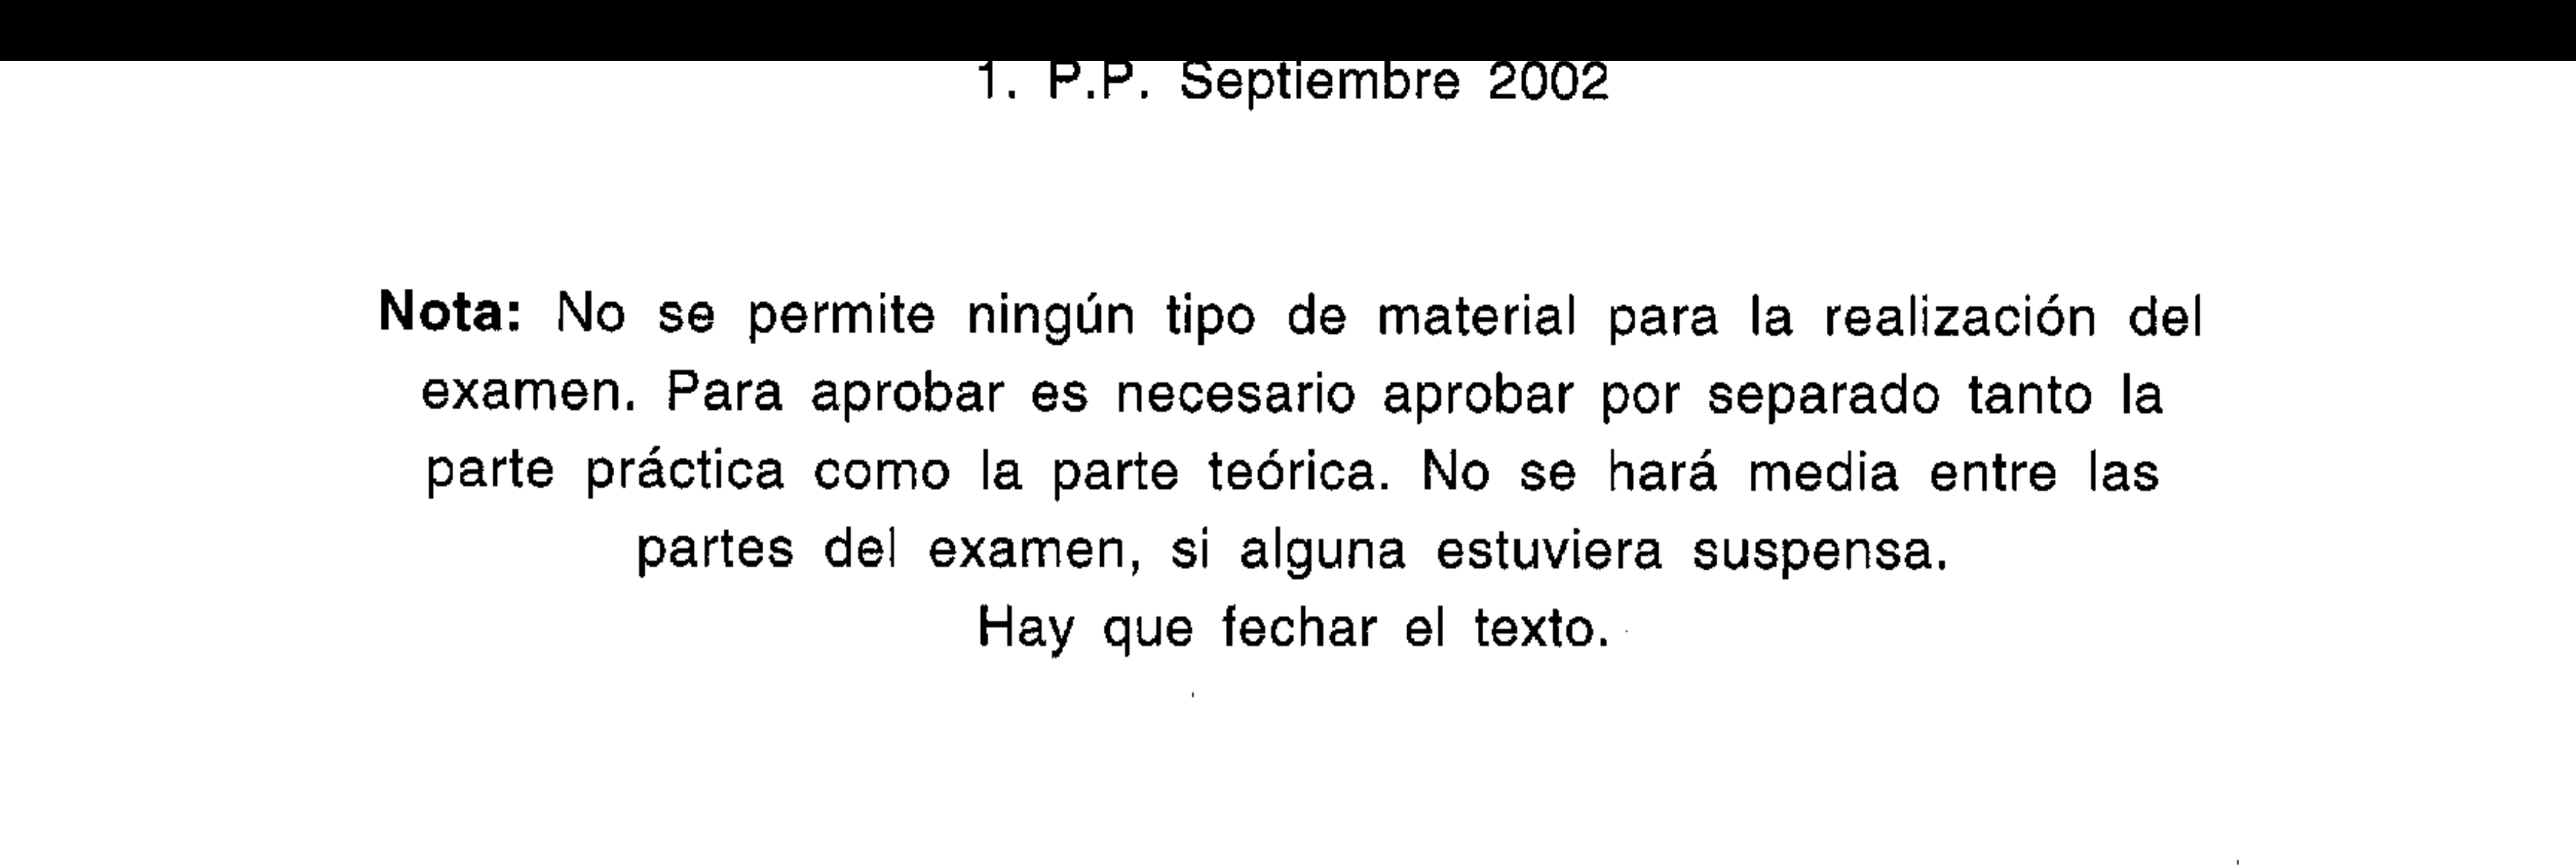 1. P.P. Septiembre 2002
Nota: No se permite ningún tipo de material para la realización del
examen. Para aprobar es necesario aprobar por separado tanto la
parte práctica como la parte teórica. No se hará media entre las
partes del examen, si alguna estuviera suspensa.
Hay que fechar el texto.